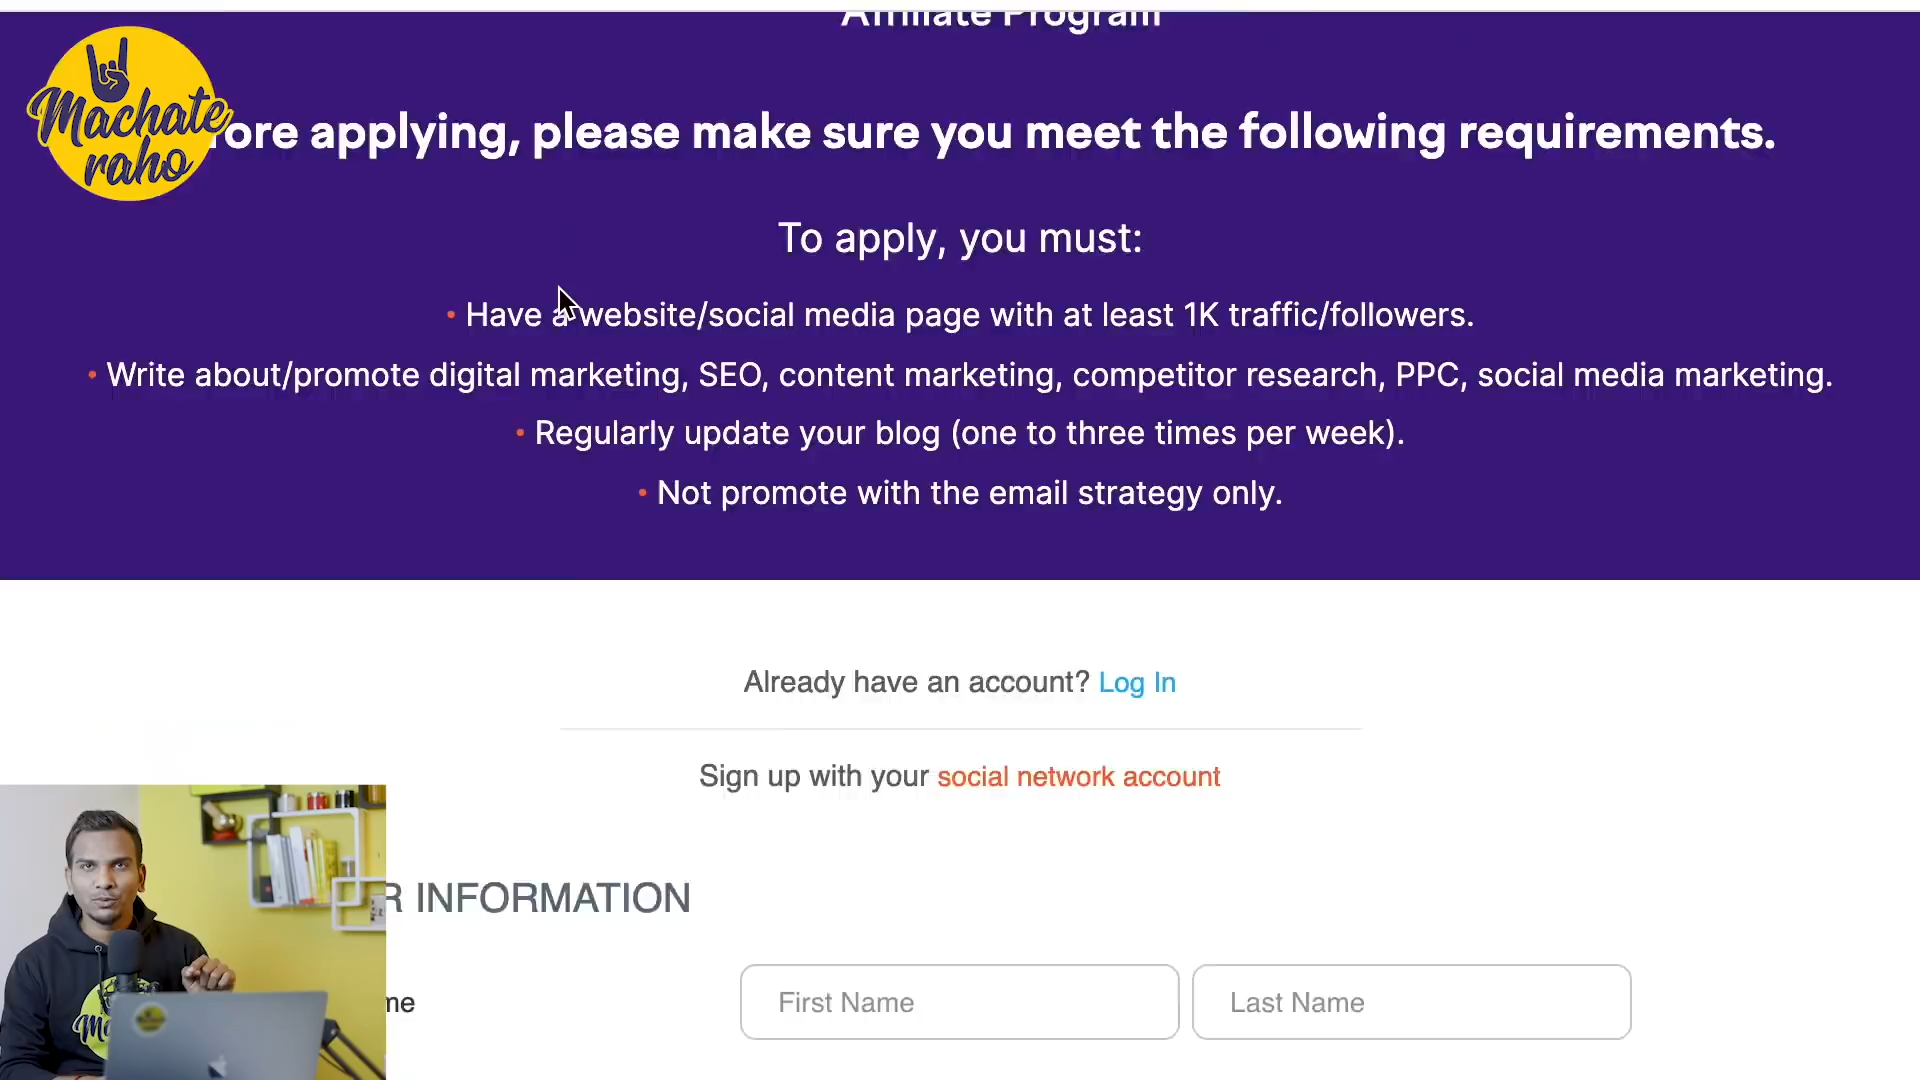 Affiliate Program
Machate
raho
ore applying, please make sure you meet the following requirements.
To apply, you must:
• Have a website/social media page with at least 1K traffic/followers.
• Write about/promote digital marketing, SEO, content marketing, competitor research, PPC, social media marketing.
• Regularly update your blog (one to three times per week).
• Not promote with the email strategy only.
Already have an account? Log In
Sign up with your social network account
R INFORMATION
me
First Name
Last Name